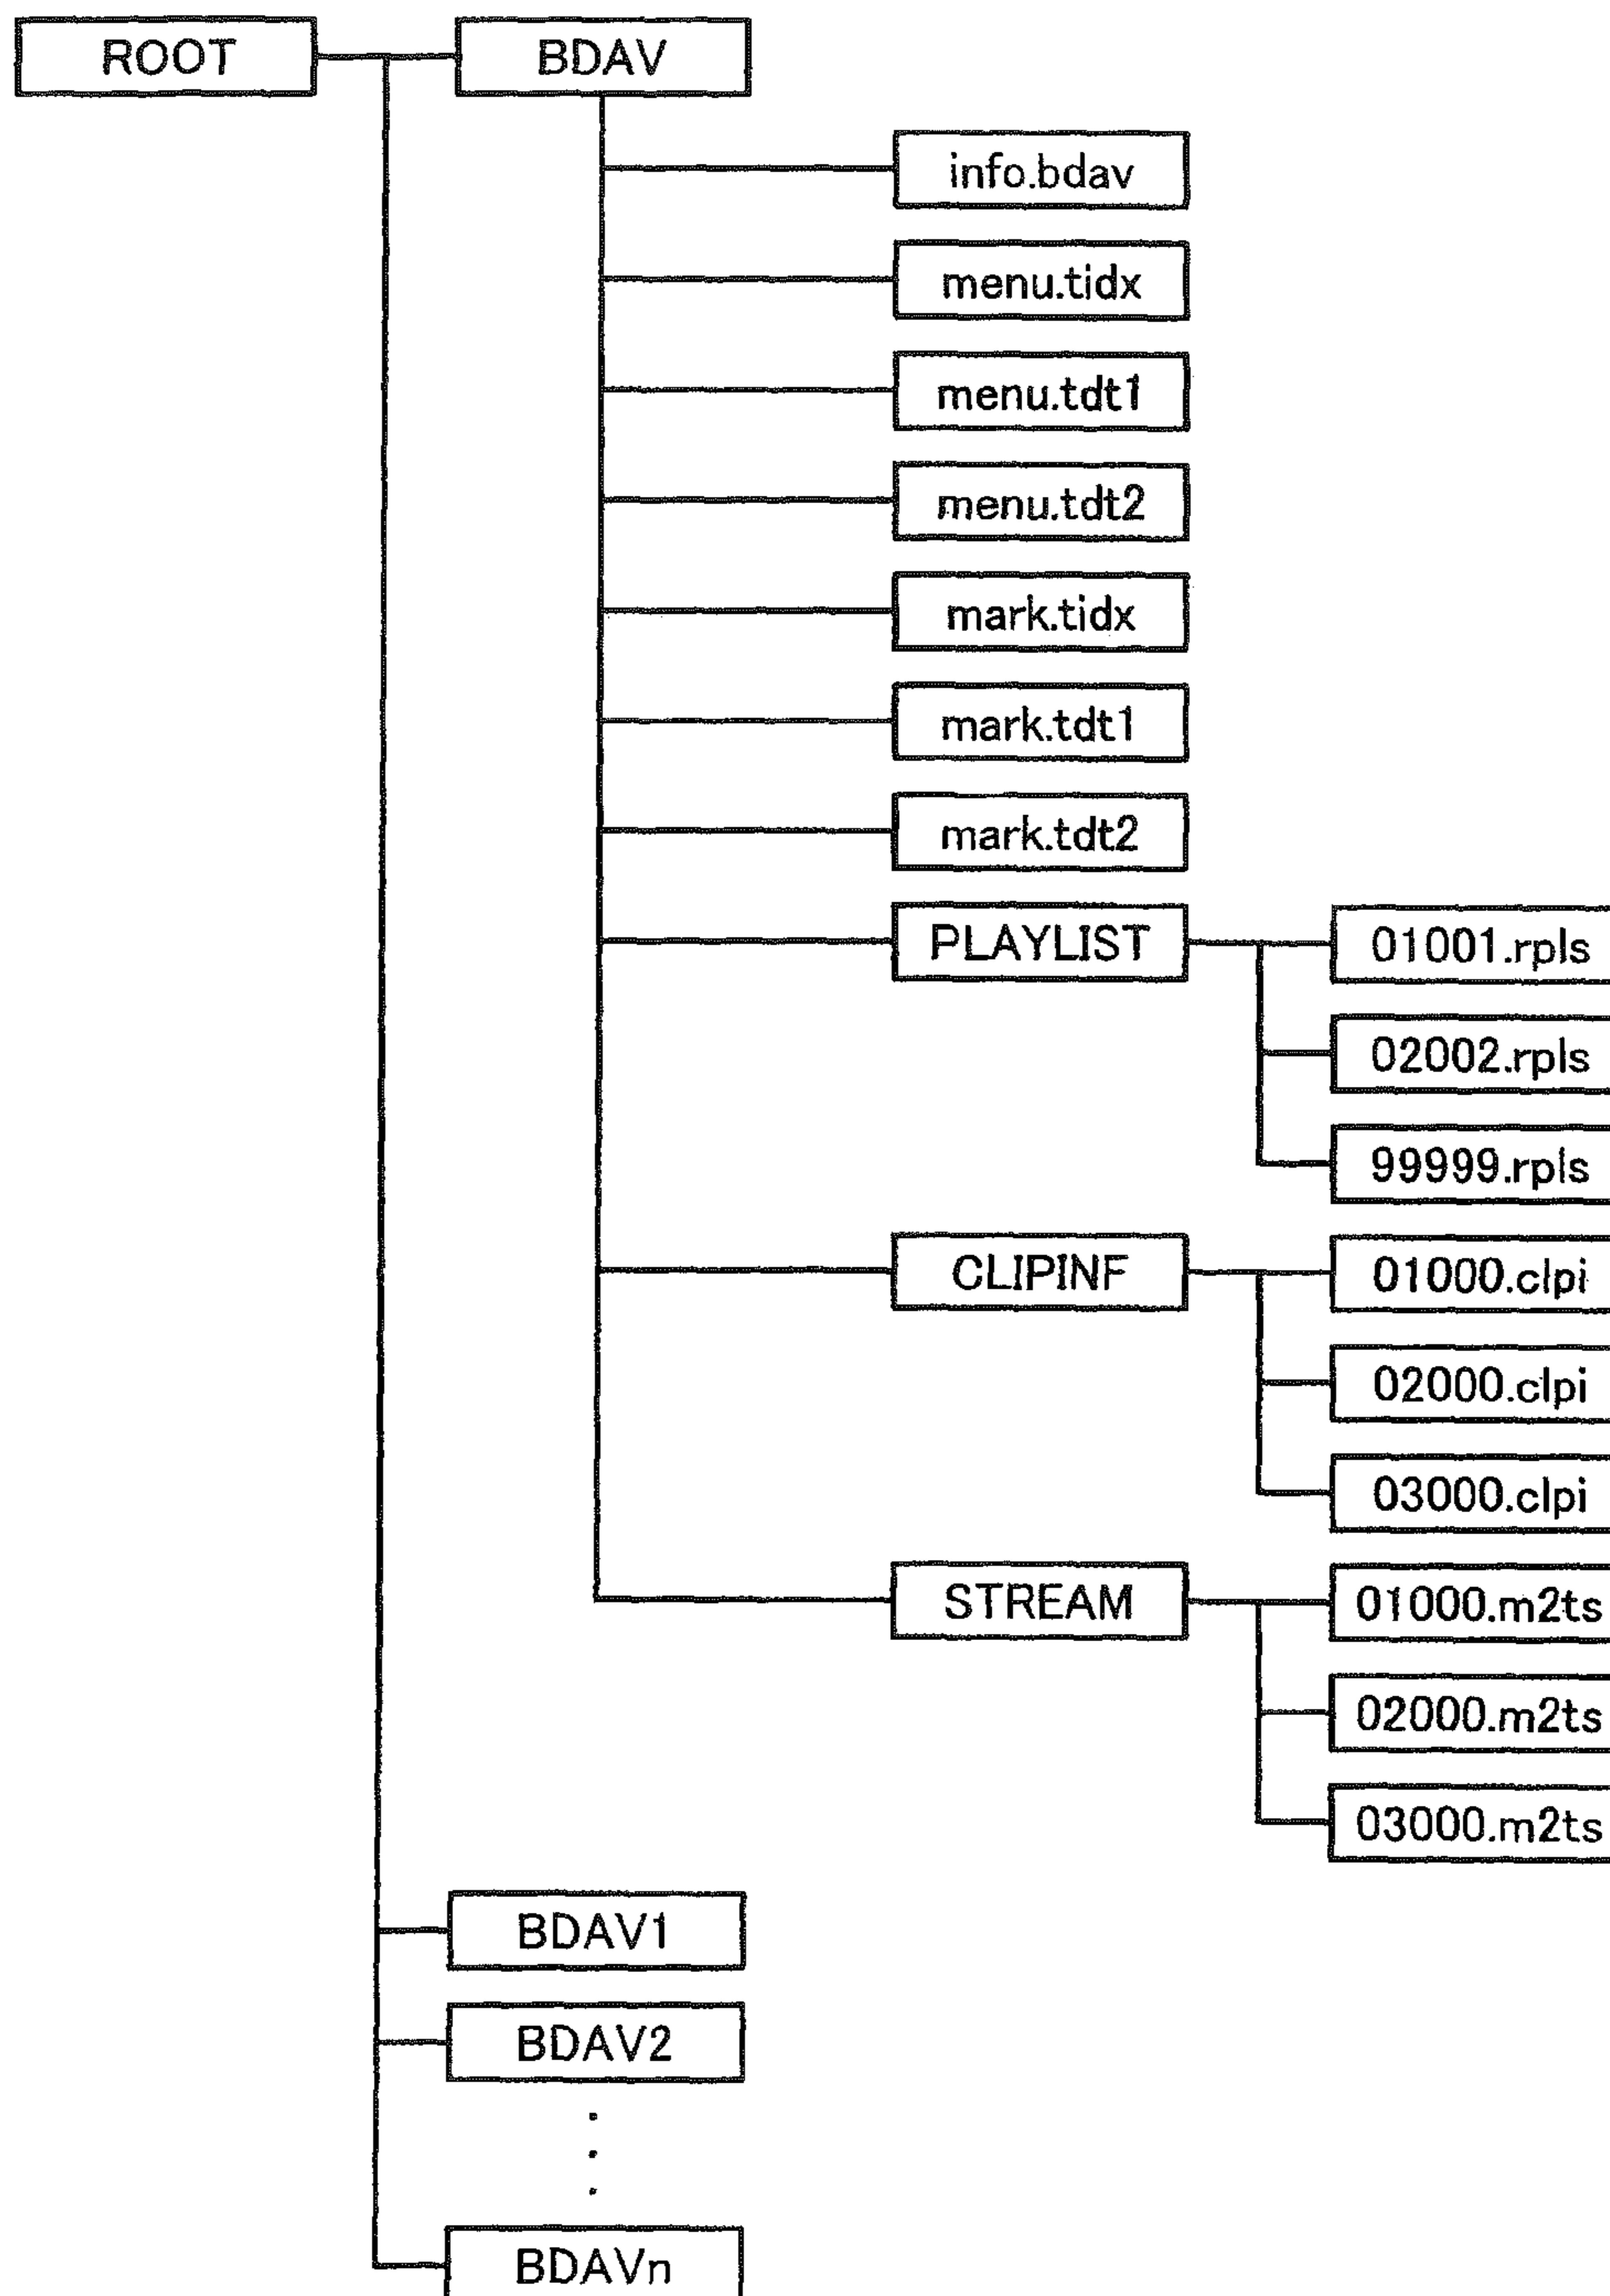 ROOT
BDAV
info.bdav
menu.tidx
menu.tdt1
menu.tdt2
mark.tidx
mark.tdt1
mark.tdt2
PLAYLIST
01001.rpls
02002.rpls
99999.rpls
CLIPINF
01000.clpi
02000.clpi
03000.clpi
STREAM
01000.m2ts
02000.m2ts
03000.m2ts
BDAV1
BDAV2
BDAVn